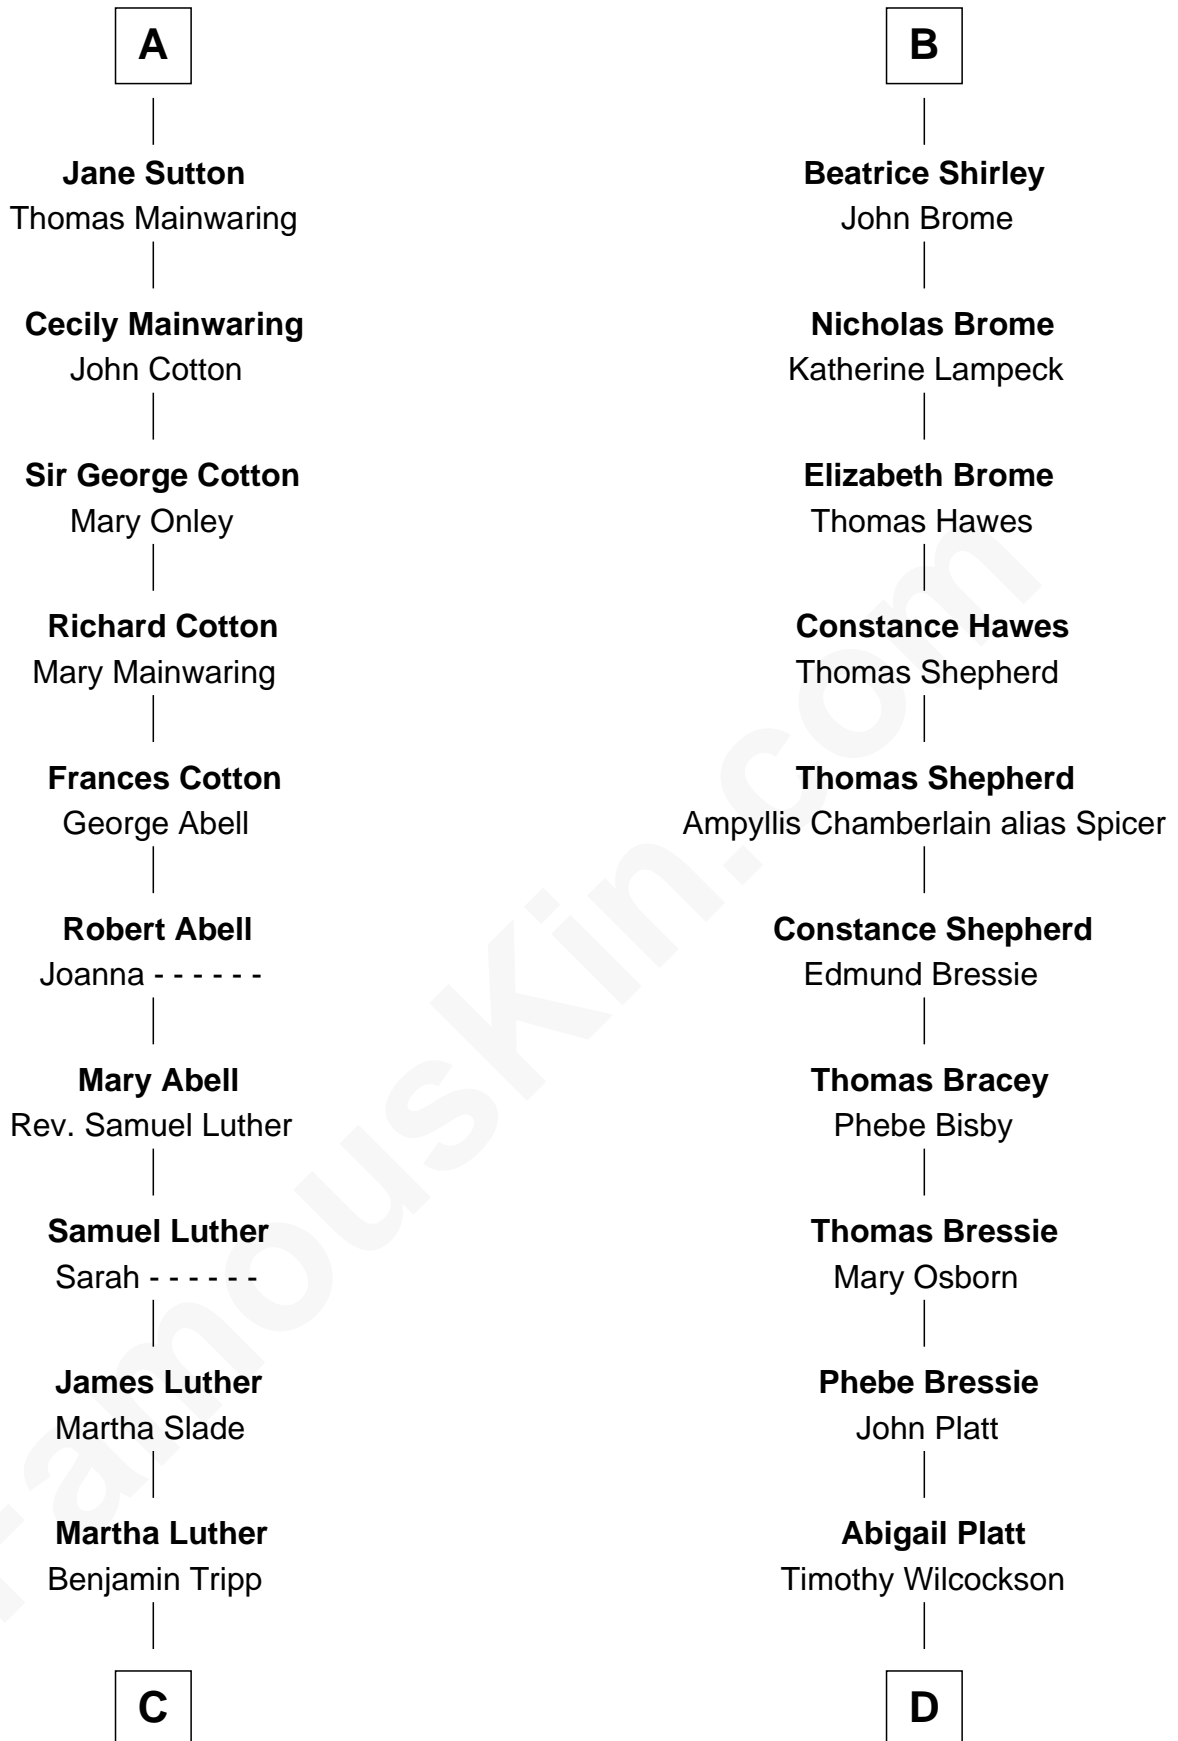 A
Jane Sutton
Thomas Mainwaring
Cecily Mainwaring
John Cotton
Sir George Cotton
Mary Onley
Richard Cotton
Mary Mainwaring
Frances Cotton
George Abell
Robert Abell
Joanna - - - - - -
Mary Abell
Rev. Samuel Luther
Samuel Luther
Sarah - - - - - -
James Luther
Martha Slade
Martha Luther
Benjamin Tripp
C
B
Beatrice Shirley
John Brome
Nicholas Brome
Katherine Lampeck
Elizabeth Brome
Thomas Hawes
Constance Hawes
Thomas Shepherd
Thomas Shepherd
Ampyllis Chamberlain alias Spicer
Constance Shepherd
Edmund Bressie
Thomas Bracey
Phebe Bisby
Thomas Bressie
Mary Osborn
Phebe Bressie
John Platt
Abigail Platt
Timothy Wilcockson
D
FamousKin.com